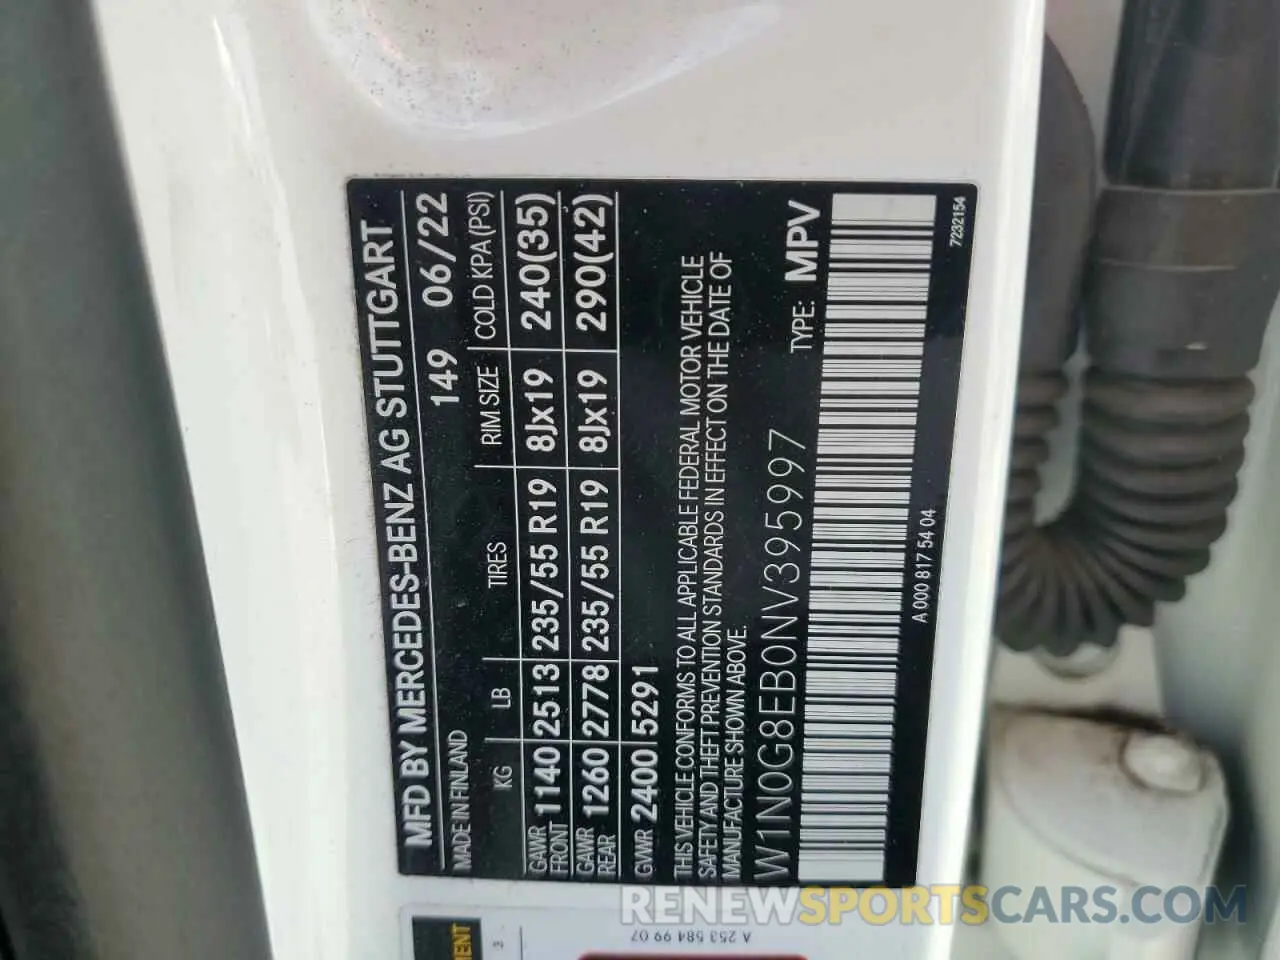 MFD BY MERCEDES-BENZ AG STUTTGART
MADE IN FINLAND 149 06/22
KG LB TIRES RIM SIZE COLD KPA(PSI)
GAWR FRONT 1140 2513 235/55 R19 8Jx19 240(35)
GAWR REAR 1260 2778 235/55 R19 8Jx19 290(42)
GVWR 2400 5291
THIS VEHICLE CONFORMS TO ALL APPLICABLE FEDERAL MOTOR VEHICLE
SAFETY AND THEFT PREVENTION STANDARDS IN EFFECT ON THE DATE OF
MANUFACTURE SHOWN ABOVE.
W1N0G8EB0NV395997 TYPE: MPV
A 000 817 54 04
7232154
MENT
3
A 253 584 99 07
RENEWSPORTSCARS.COM